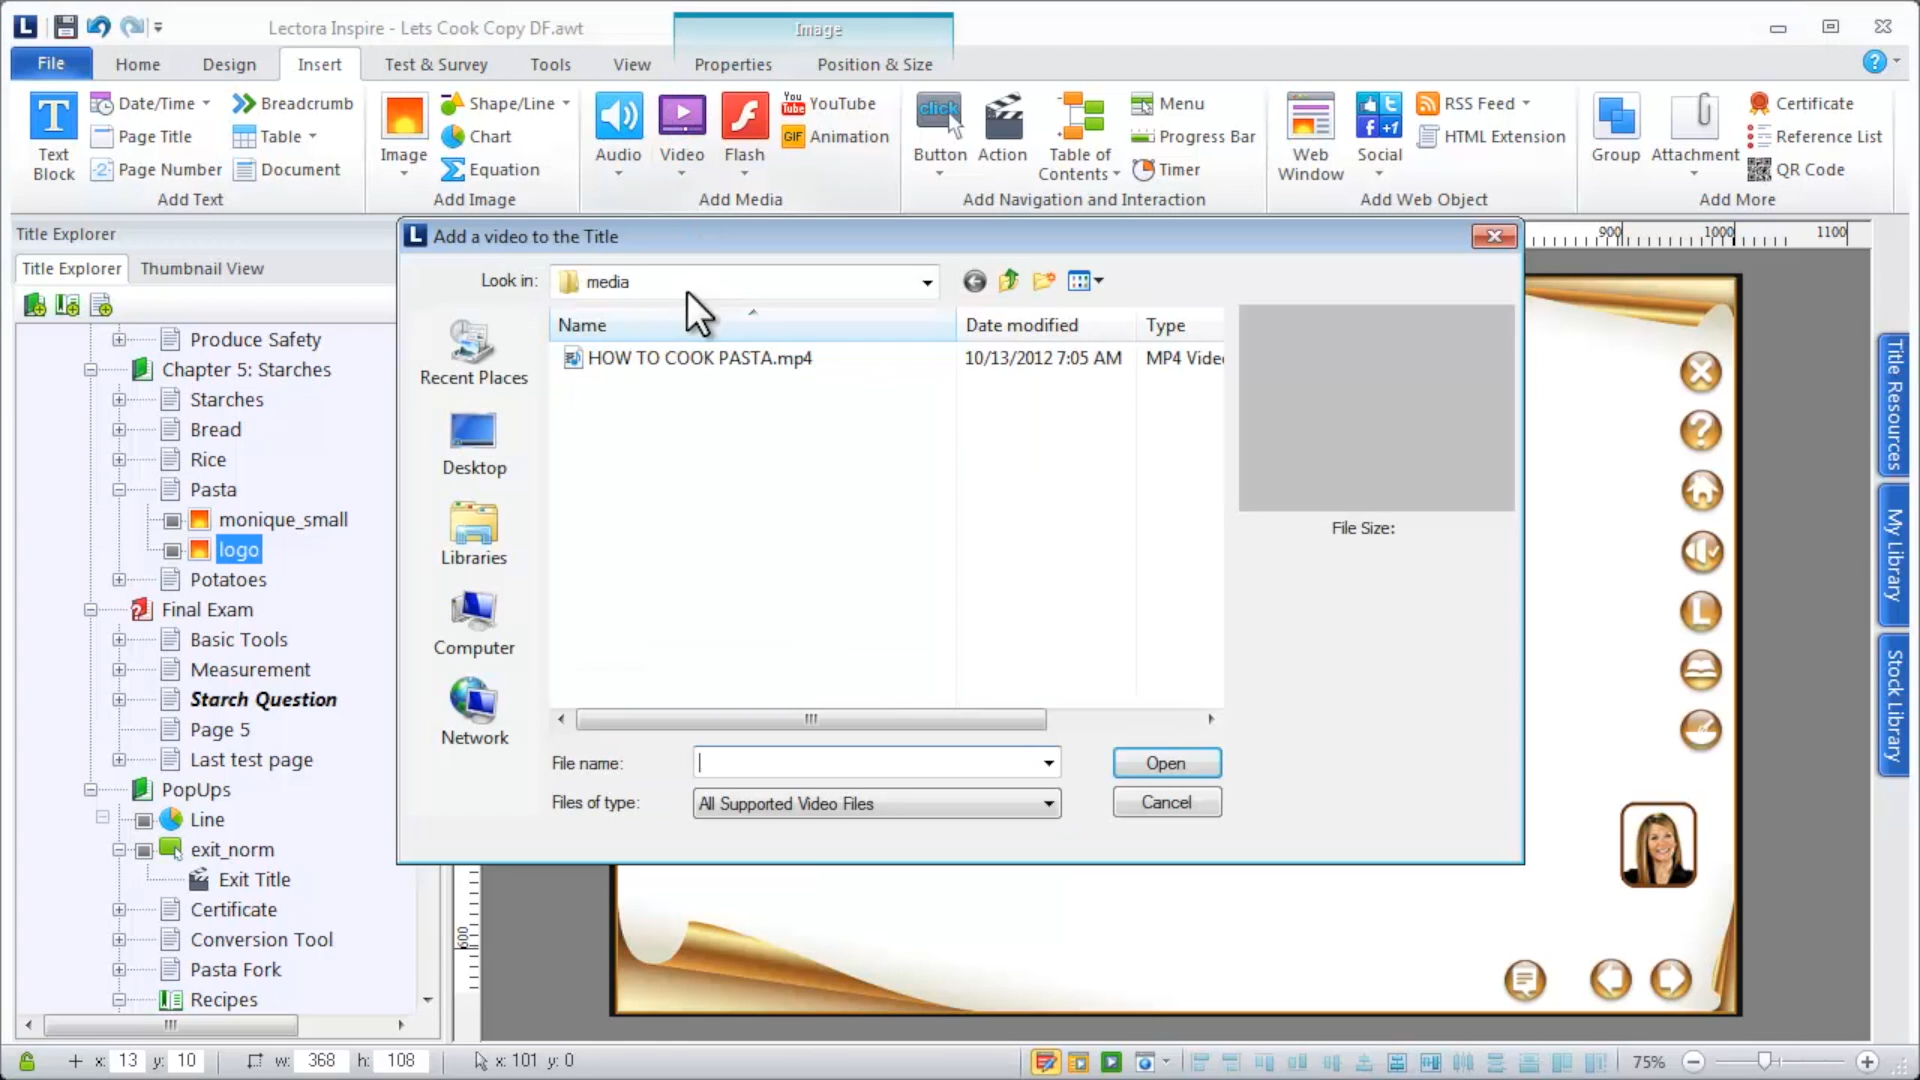 Lectora Inspire - Lets Cook Copy DF.awt
Image
File
Home
Design
Insert
Test & Survey
Tools
View
Properties
Position & Size
Text Block
Date/Time
Page Title
Page Number
Breadcrumb
Table
Document
Add Text
Image
Shape/Line
Chart
Equation
Add Image
Audio
Video
Flash
YouTube
GIF Animation
Add Media
click
Button
Action
Table of Contents
Menu
Progress Bar
Timer
Add Navigation and Interaction
Web Window
Social
RSS Feed
HTML Extension
Add Web Object
Group
Attachment
Certificate
Reference List
QR Code
Add More
Title Explorer
Title Explorer
Thumbnail View
Produce Safety
Chapter 5: Starches
Starches
Bread
Rice
Pasta
monique_small
logo
Potatoes
Final Exam
Basic Tools
Measurement
Starch Question
Page 5
Last test page
PopUps
Line
exit_norm
Exit Title
Certificate
Conversion Tool
Pasta Fork
Recipes
Add a video to the Title
Look in:
media
Name
Date modified
Type
HOW TO COOK PASTA.mp4
10/13/2012 7:05 AM
MP4 Vide
Recent Places
Desktop
Libraries
Computer
Network
File Size:
File name:
Open
Files of type:
All Supported Video Files
Cancel
900
1000
1100
600
Title Resources
My Library
Stock Library
x: 13 y: 10
w: 368 h: 108
x: 101 y: 0
75%